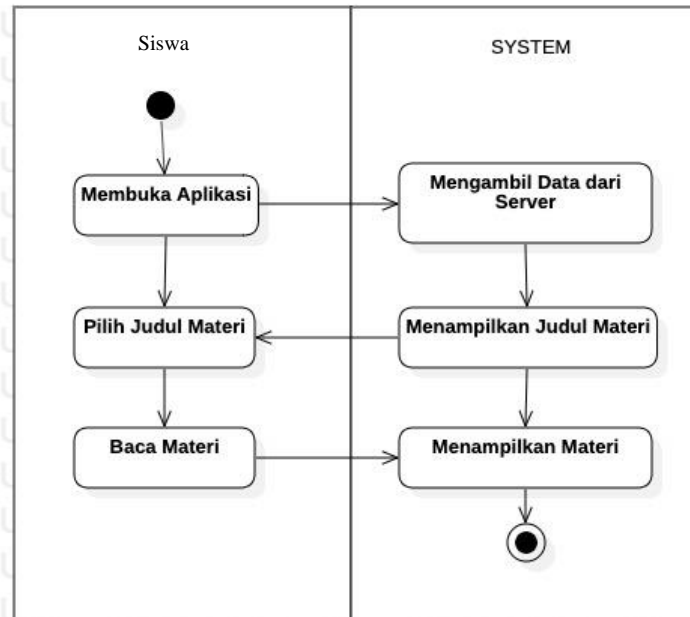 Siswa
SYSTEM
Membuka Aplikasi
Mengambil Data dari
Server
Pilih Judul Materi
Menampilkan Judul Materi
Baca Materi
Menampilkan Materi